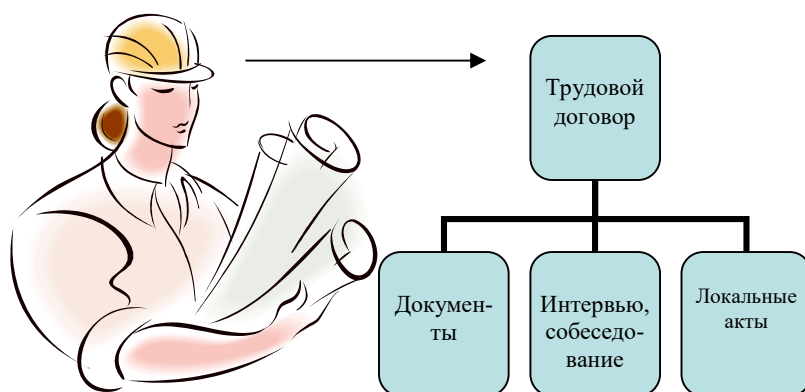 Трудовой
договор
Докумен-
ты
Интервью,
собеседо-
вание
Локальные
акты